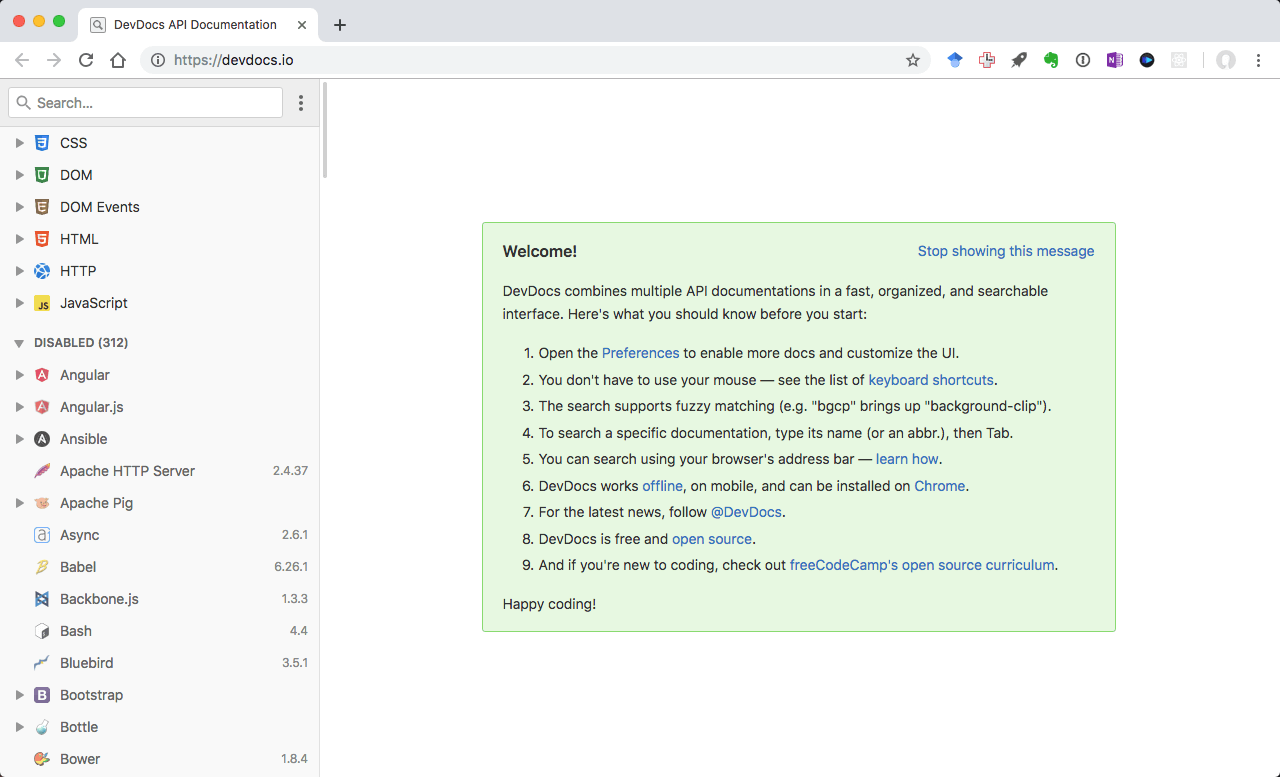 DevDocs API Documentation
https://devdocs.io
Search...
CSS
DOM
DOM Events
HTML
HTTP
JS JavaScript
DISABLED (312)
Angular
Angular.js
Ansible
Apache HTTP Server 2.4.37
Apache Pig
Async 2.6.1
Babel 6.26.1
Backbone.js 1.3.3
Bash 4.4
Bluebird 3.5.1
B Bootstrap
Bottle
Bower 1.8.4
Welcome! Stop showing this message
DevDocs combines multiple API documentations in a fast, organized, and searchable
interface. Here's what you should know before you start:
1. Open the Preferences to enable more docs and customize the UI.
2. You don't have to use your mouse — see the list of keyboard shortcuts.
3. The search supports fuzzy matching (e.g. "bgcp" brings up "background-clip").
4. To search a specific documentation, type its name (or an abbr.), then Tab.
5. You can search using your browser's address bar — learn how.
6. DevDocs works offline, on mobile, and can be installed on Chrome.
7. For the latest news, follow @DevDocs.
8. DevDocs is free and open source.
9. And if you're new to coding, check out freeCodeCamp's open source curriculum.
Happy coding!